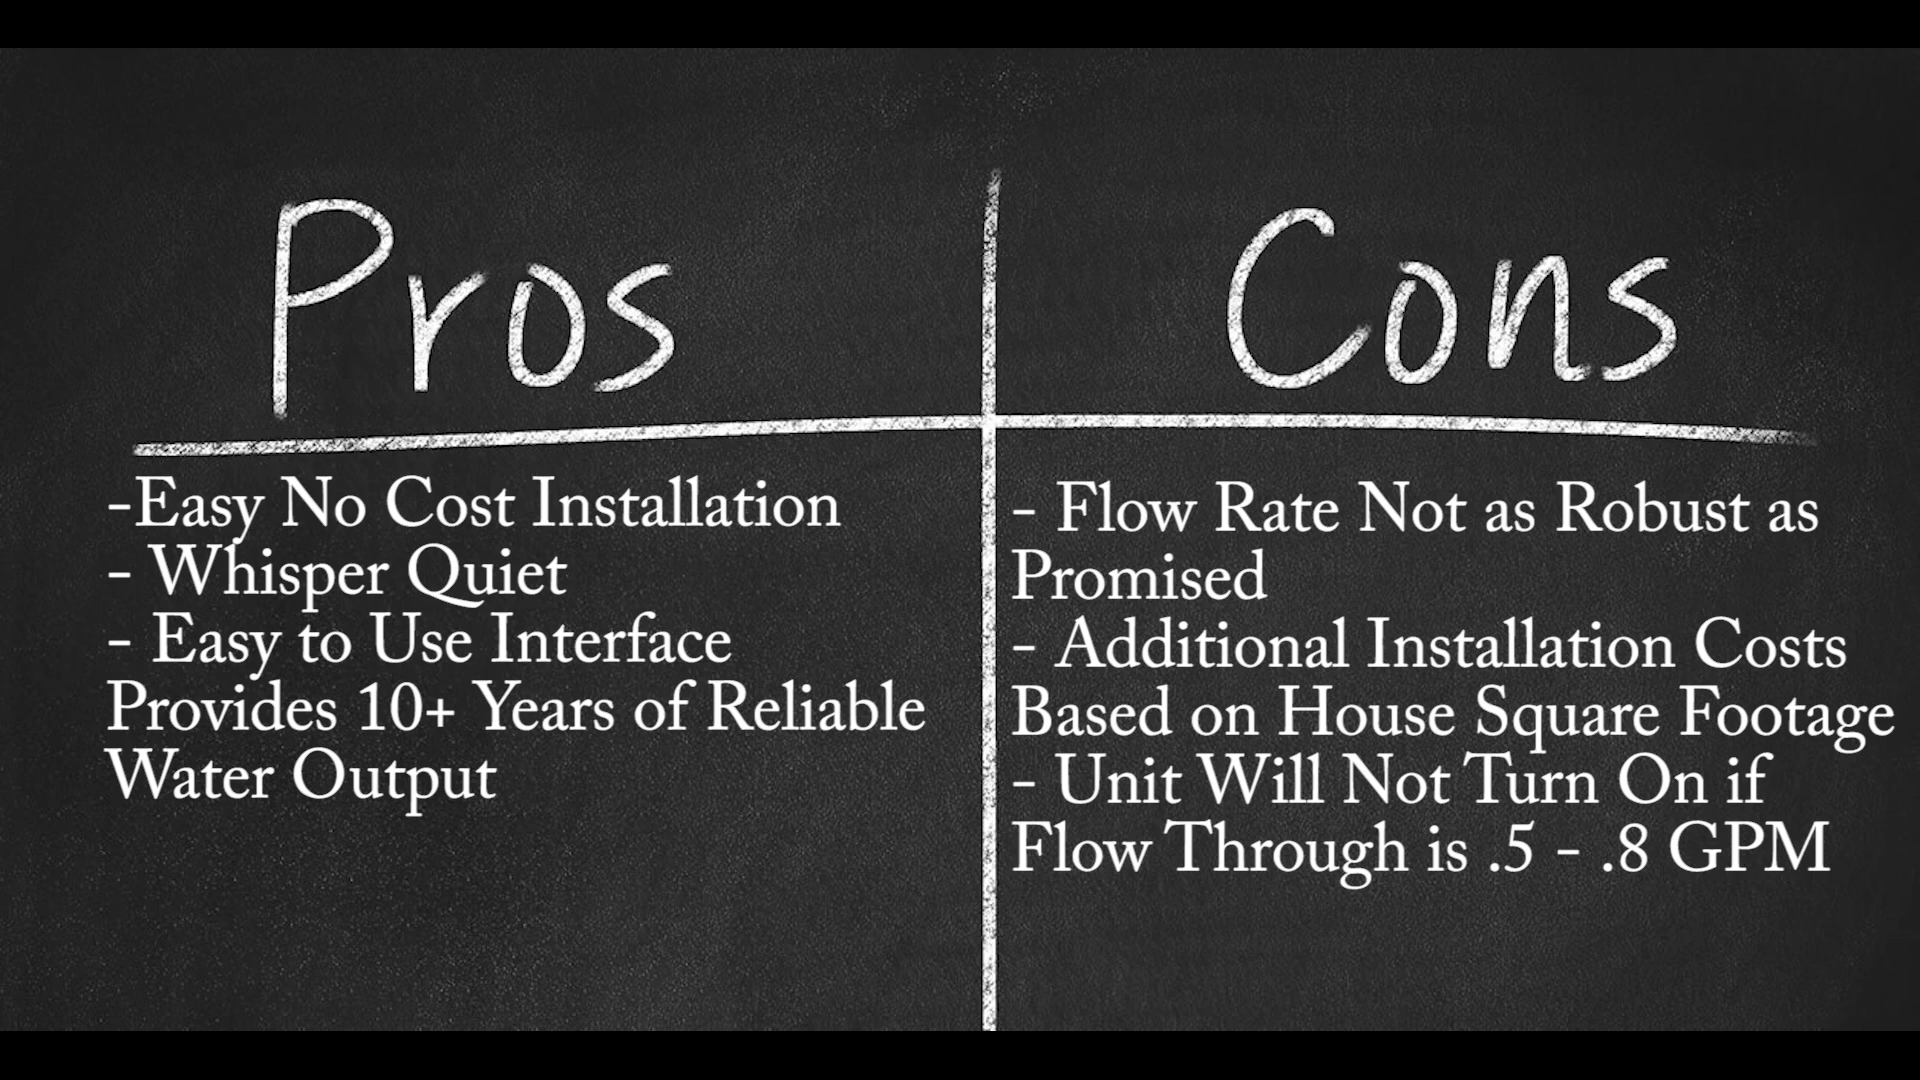 Pros
Cons
-Easy No Cost Installation
- Whisper Quiet
- Easy to Use Interface
Provides 10+ Years of Reliable
Water Output
- Flow Rate Not as Robust as
Promised
- Additional Installation Costs
Based on House Square Footage
- Unit Will Not Turn On if
Flow Through is .5 - .8 GPM